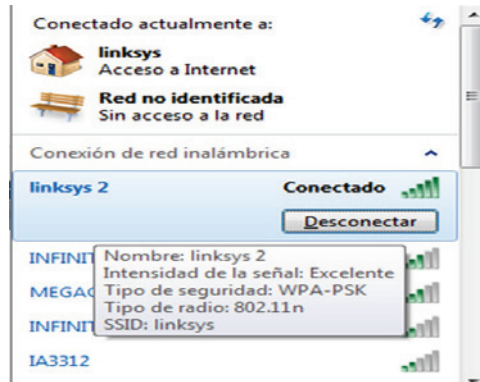 Conectado actualmente a:
linksys
Acceso a Internet
Red no identificada
Sin acceso a la red
Conexión de red inalámbrica
linksys 2 Conectado
Desconectar
Nombre: linksys 2
Intensidad de la señal: Excelente
Tipo de seguridad: WPA-PSK
Tipo de radio: 802.11n
SSID: linksys
IA3312